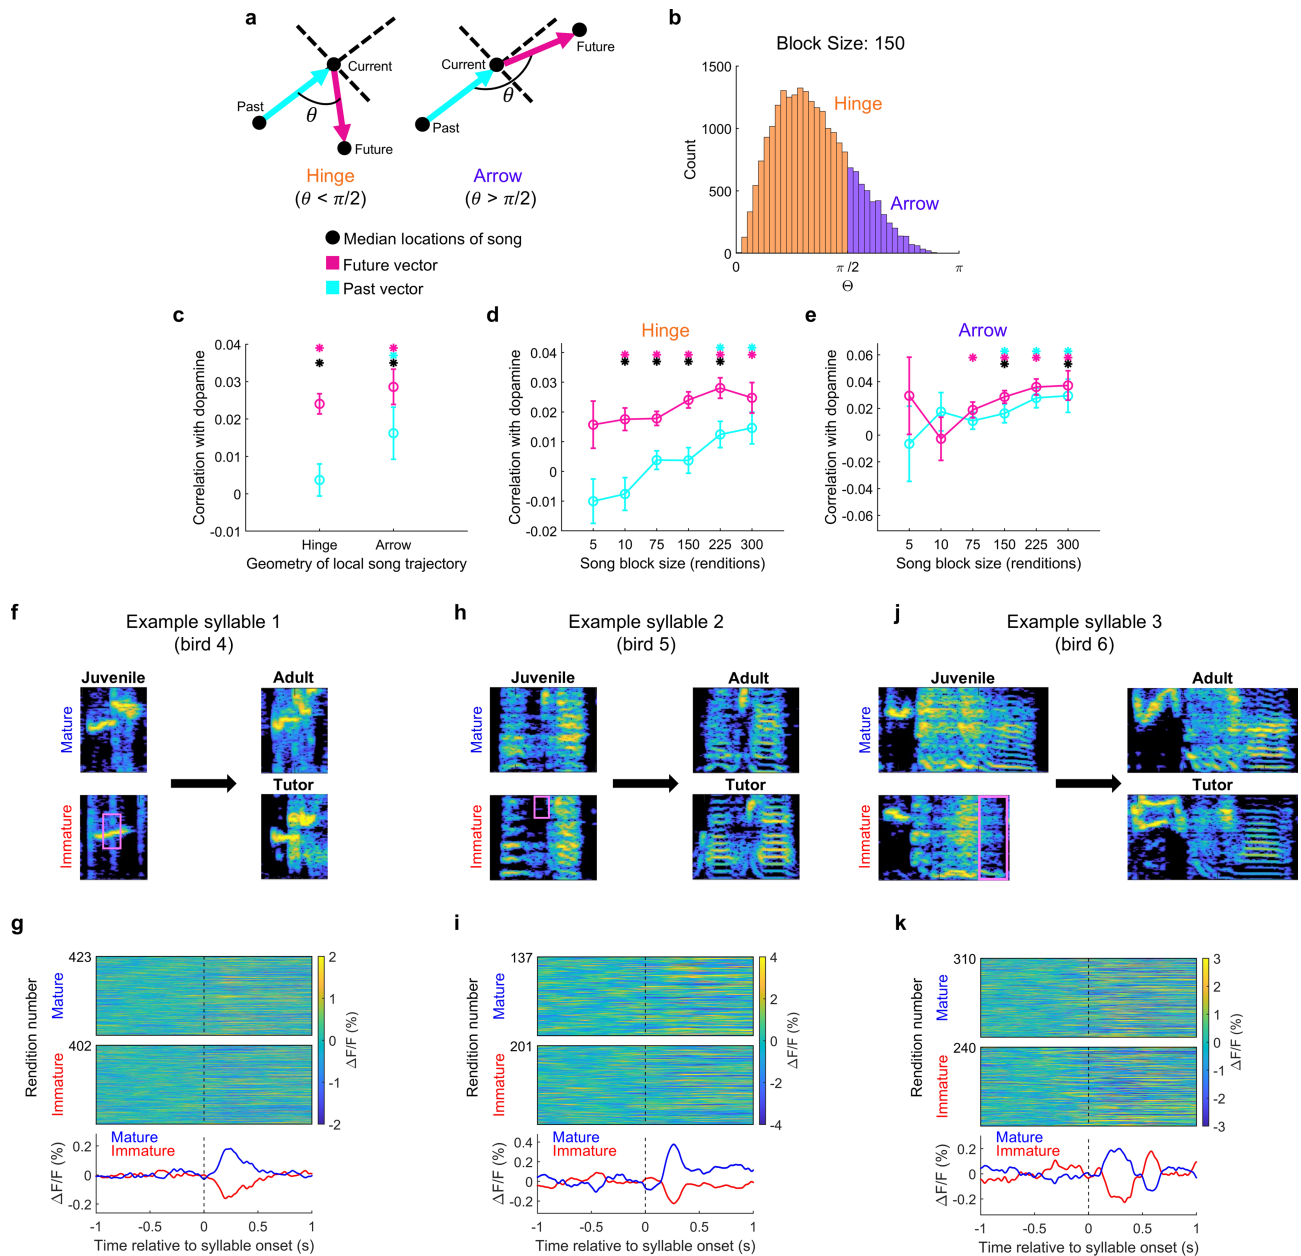 a
Current
Past
θ
Future
Hinge
(θ < π/2)
Future
Current
θ
Past
Arrow
(θ > π/2)
Median locations of song
Future vector
Past vector
b
Block Size: 150
1500
1000
500
0
Count
Hinge
Arrow
0
π/2
π
Θ
c
0.04
0.03
0.02
0.01
0
-0.01
Correlation with dopamine
Hinge
Arrow
Geometry of local song trajectory
d
Hinge
0.04
0.03
0.02
0.01
0
-0.01
-0.02
Correlation with dopamine
5 10 75 150 225 300
Song block size (renditions)
e
Arrow
0.06
0.04
0.02
0
-0.02
-0.04
-0.06
Correlation with dopamine
5 10 75 150 225 300
Song block size (renditions)
f
Example syllable 1
(bird 4)
Juvenile
Adult
Mature
Tutor
Immature
h
Example syllable 2
(bird 5)
Juvenile
Adult
Mature
Tutor
Immature
j
Example syllable 3
(bird 6)
Juvenile
Adult
Mature
Tutor
Immature
g
423
Mature
402
Immature
Rendition number
2
1
0
-1
-2
ΔF/F (%)
Mature
Immature
0.2
0
-0.2
ΔF/F (%)
-1 -0.5 0 0.5 1
Time relative to syllable onset (s)
i
137
Mature
201
Immature
Rendition number
4
2
0
-2
-4
ΔF/F (%)
Mature
Immature
0.4
0.2
0
-0.2
ΔF/F (%)
-1 -0.5 0 0.5 1
Time relative to syllable onset (s)
k
310
Mature
240
Immature
Rendition number
3
2
1
0
-1
-2
-3
ΔF/F (%)
Mature
Immature
0.2
0
-0.2
ΔF/F (%)
-1 -0.5 0 0.5 1
Time relative to syllable onset (s)